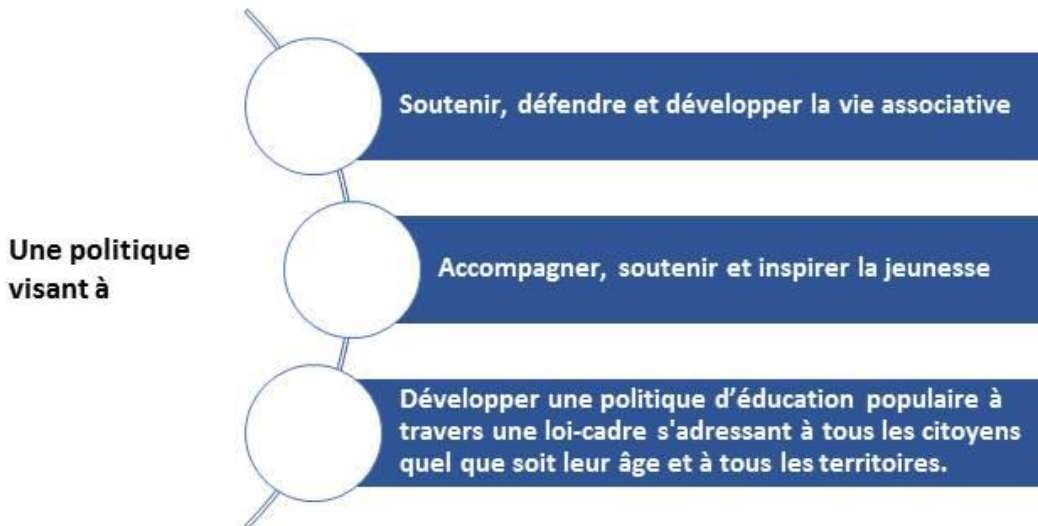 Soutenir, défendre et développer la vie associative
Une politique
visant à
Accompagner, soutenir et inspirer la jeunesse
Développer une politique d’éducation populaire à
travers une loi-cadre s'adressant à tous les citoyens
quel que soit leur âge et à tous les territoires.